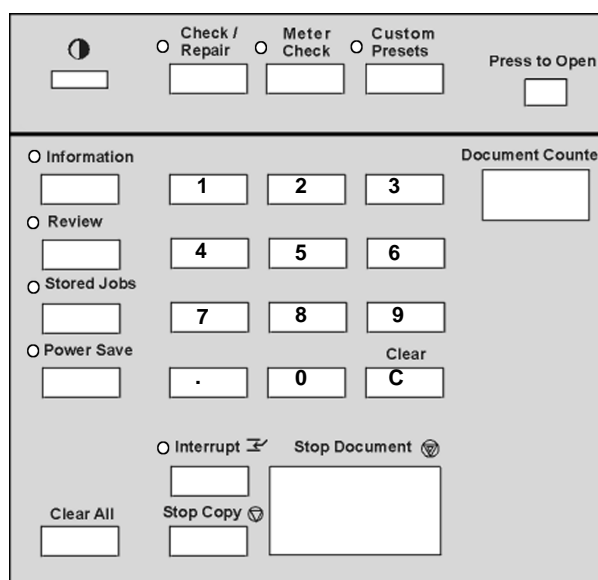 Check /
Repair
Meter
Check
Custom
Presets
Press to Open
Information
Document Counte
1 2 3
Review
4 5 6
Stored Jobs
7 8 9
Power Save
Clear
. 0 C
Interrupt
Stop Document
Clear All
Stop Copy